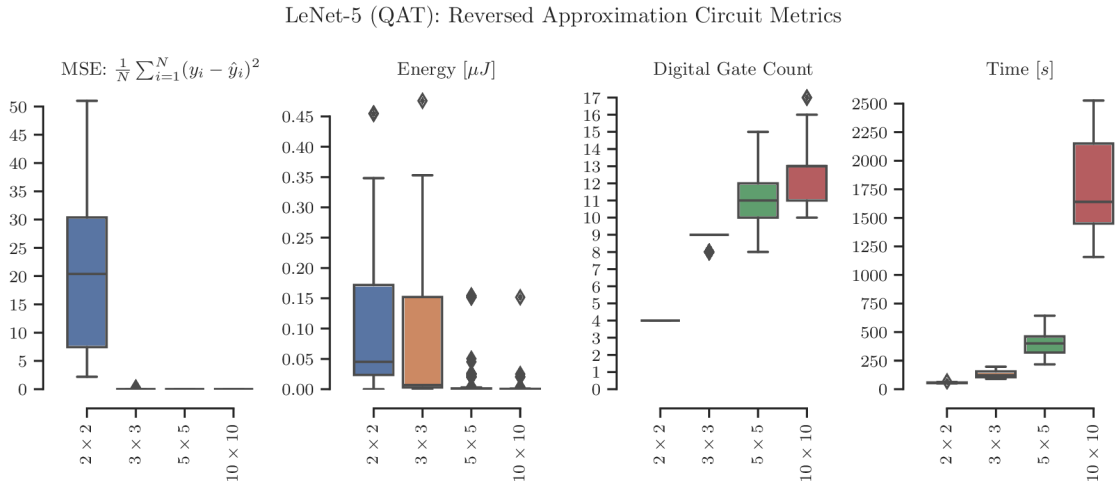 LeNet-5 (QAT): Reversed Approximation Circuit Metrics
MSE: $\frac{1}{N}\sum_{i=1}^{N}(y_i - \hat{y}_i)^2$
50
45
40
35
30
25
20
15
10
5
0
2 × 2
3 × 3
5 × 5
10 × 10
Energy [μJ]
0.45
0.40
0.35
0.30
0.25
0.20
0.15
0.10
0.05
0.00
2 × 2
3 × 3
5 × 5
10 × 10
Digital Gate Count
17
16
15
14
13
12
11
10
9
8
7
6
5
4
3
2
1
0
2 × 2
3 × 3
5 × 5
10 × 10
Time [s]
2500
2250
2000
1750
1500
1250
1000
750
500
250
0
2 × 2
3 × 3
5 × 5
10 × 10